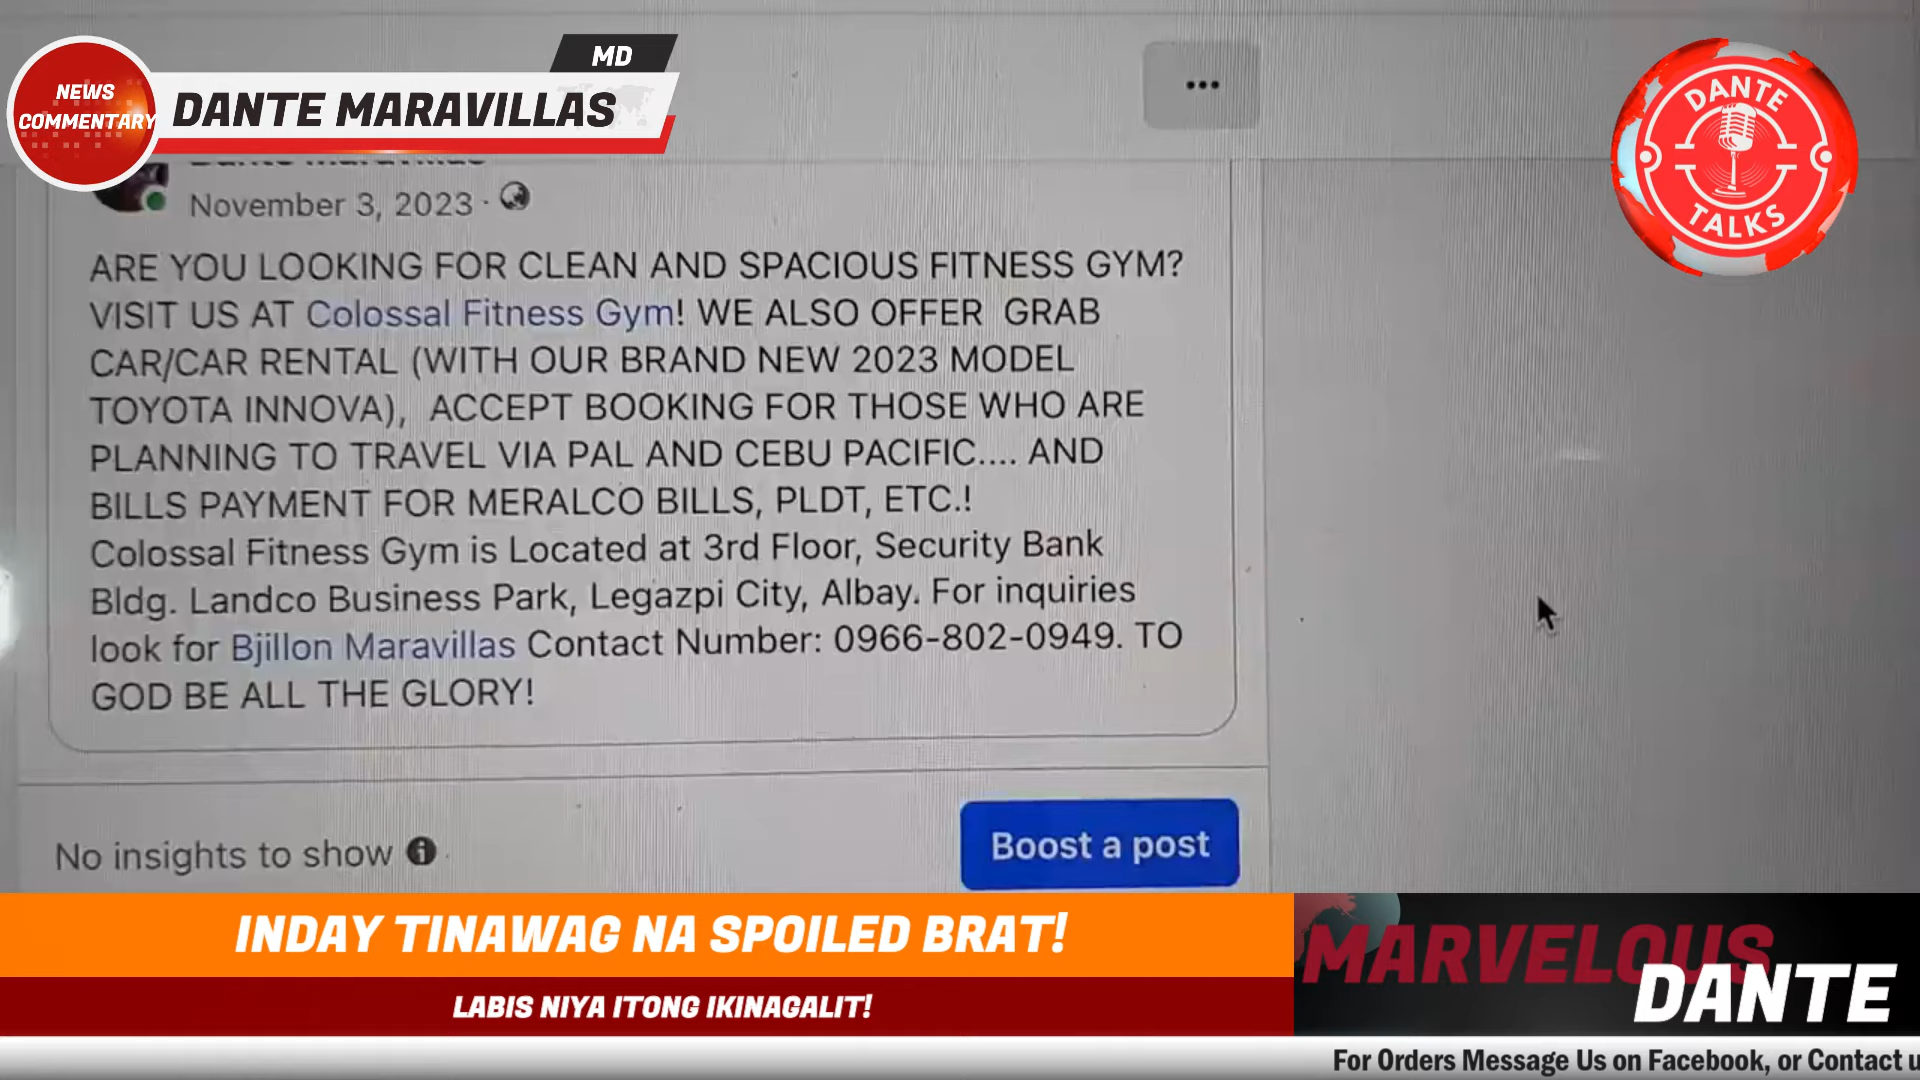 MD
NEWS
COMMENTARY
DANTE MARAVILLAS
DANTE
TALKS
November 3, 2023 ·
ARE YOU LOOKING FOR CLEAN AND SPACIOUS FITNESS GYM?
VISIT US AT Colossal Fitness Gym! WE ALSO OFFER GRAB
CAR/CAR RENTAL (WITH OUR BRAND NEW 2023 MODEL
TOYOTA INNOVA), ACCEPT BOOKING FOR THOSE WHO ARE
PLANNING TO TRAVEL VIA PAL AND CEBU PACIFIC.... AND
BILLS PAYMENT FOR MERALCO BILLS, PLDT, ETC.!
Colossal Fitness Gym is Located at 3rd Floor, Security Bank
Bldg. Landco Business Park, Legazpi City, Albay. For inquiries
look for Bjillon Maravillas Contact Number: 0966-802-0949. TO
GOD BE ALL THE GLORY!
No insights to show
Boost a post
INDAY TINAWAG NA SPOILED BRAT!
LABIS NIYA ITONG IKINAGALIT!
MARVELOUS
DANTE
For Orders Message Us on Facebook, or Contact u